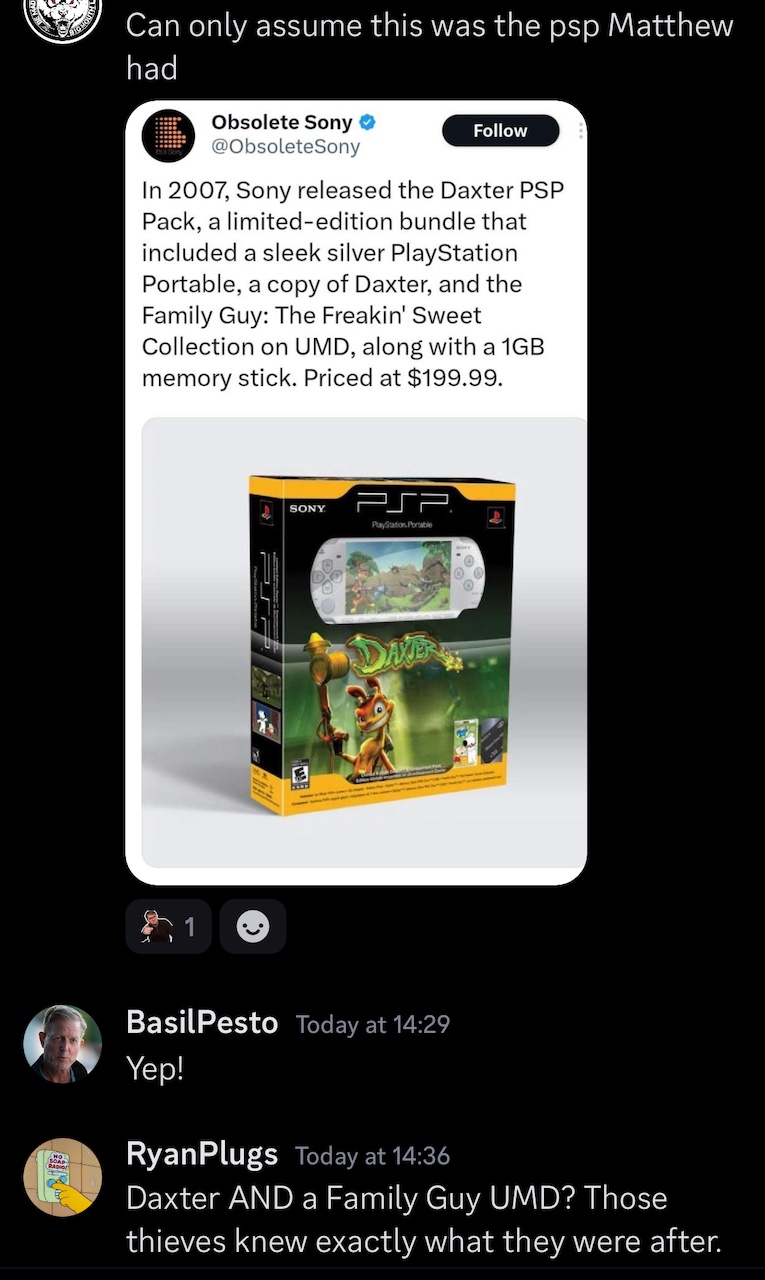 Can only assume this was the psp Matthew
had
Obsolete Sony
@ObsoleteSony
Follow
In 2007, Sony released the Daxter PSP
Pack, a limited-edition bundle that
included a sleek silver PlayStation
Portable, a copy of Daxter, and the
Family Guy: The Freakin' Sweet
Collection on UMD, along with a 1GB
memory stick. Priced at $199.99.
SONY
PSP
PlayStation Portable
PSP
DAXTER
E
1
BasilPesto Today at 14:29
Yep!
NO
SOAP
RADIO!
RyanPlugs Today at 14:36
Daxter AND a Family Guy UMD? Those
thieves knew exactly what they were after.